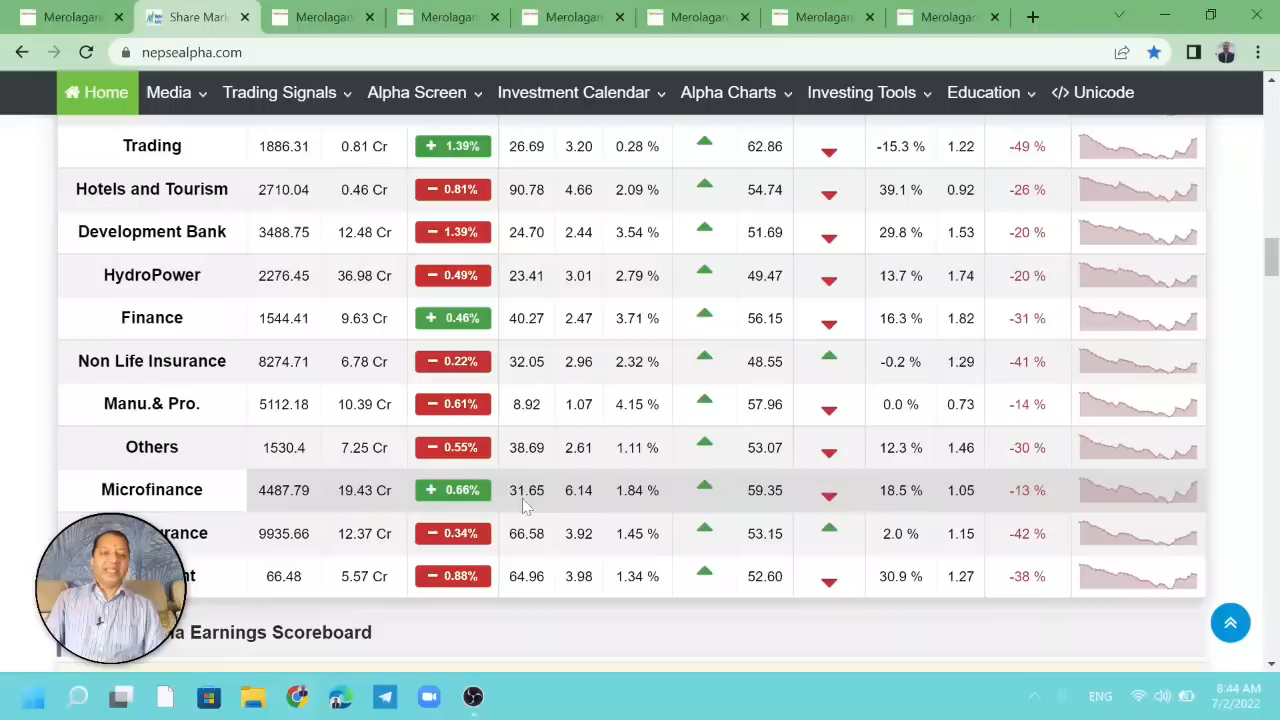 Merolagan
Share Mark
Merolagan
Merolagan
Merolagan
Merolagan
Merolagan
Merolagan
nepsealpha.com
Home Media Trading Signals Alpha Screen Investment Calendar Alpha Charts Investing Tools Education </> Unicode
Trading 1886.31 0.81 Cr + 1.39% 26.69 3.20 0.28 % 62.86 -15.3 % 1.22 -49 %
Hotels and Tourism 2710.04 0.46 Cr − 0.81% 90.78 4.66 2.09 % 54.74 39.1 % 0.92 -26 %
Development Bank 3488.75 12.48 Cr − 1.39% 24.70 2.44 3.54 % 51.69 29.8 % 1.53 -20 %
HydroPower 2276.45 36.98 Cr − 0.49% 23.41 3.01 2.79 % 49.47 13.7 % 1.74 -20 %
Finance 1544.41 9.63 Cr + 0.46% 40.27 2.47 3.71 % 56.15 16.3 % 1.82 -31 %
Non Life Insurance 8274.71 6.78 Cr − 0.22% 32.05 2.96 2.32 % 48.55 -0.2 % 1.29 -41 %
Manu.& Pro. 5112.18 10.39 Cr − 0.61% 8.92 1.07 4.15 % 57.96 0.0 % 0.73 -14 %
Others 1530.4 7.25 Cr − 0.55% 38.69 2.61 1.11 % 53.07 12.3 % 1.46 -30 %
Microfinance 4487.79 19.43 Cr + 0.66% 31.65 6.14 1.84 % 59.35 18.5 % 1.05 -13 %
urance 9935.66 12.37 Cr − 0.34% 66.58 3.92 1.45 % 53.15 2.0 % 1.15 -42 %
nt 66.48 5.57 Cr − 0.88% 64.96 3.98 1.34 % 52.60 30.9 % 1.27 -38 %
a Earnings Scoreboard
ENG
8:44 AM
7/2/2022